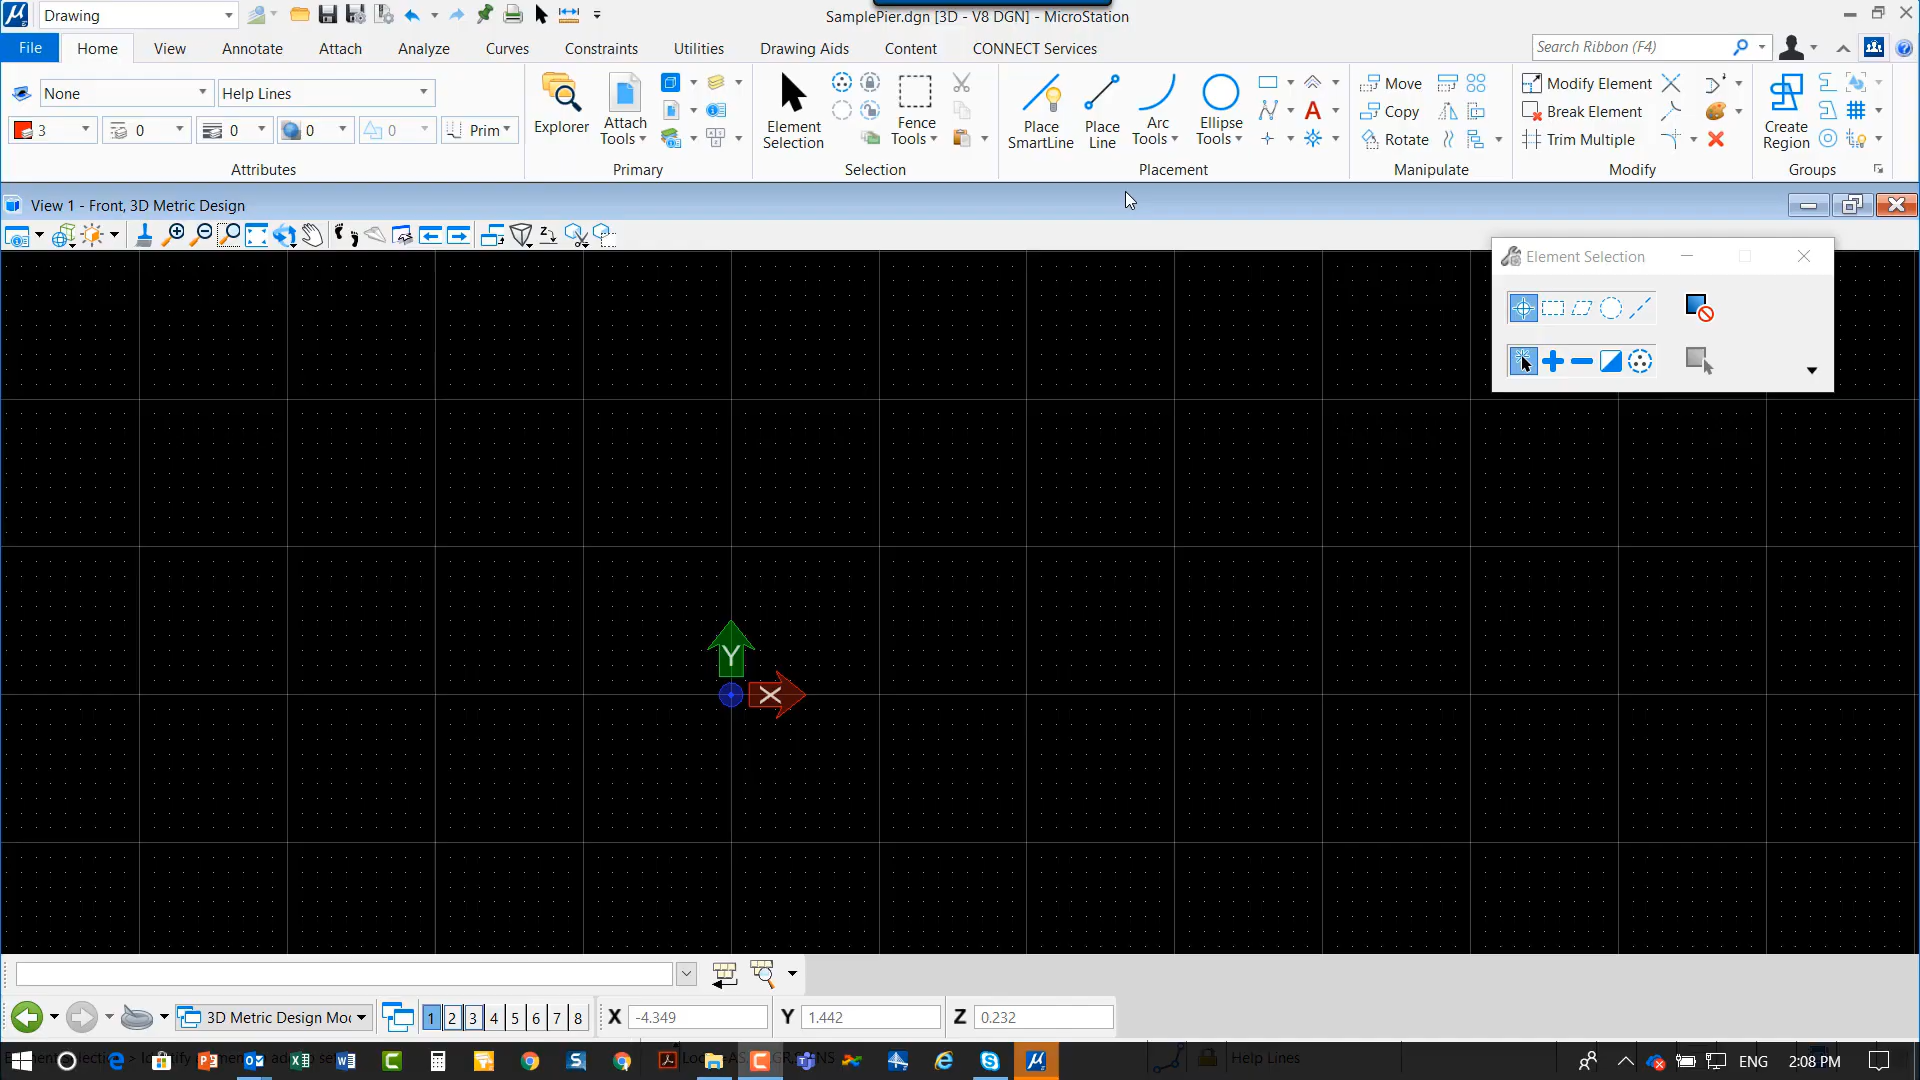 Drawing
SamplePier.dgn [3D - V8 DGN] - MicroStation
File Home View Annotate Attach Analyze Curves Constraints Utilities Drawing Aids Content CONNECT Services
Search Ribbon (F4)
None Help Lines
3 0 0 0 0 Prim
Attributes
Explorer
Attach Tools
Primary
Element Selection
Fence Tools
Selection
Place SmartLine
Place Line
Arc Tools
Ellipse Tools
Placement
Move
Copy
Rotate
Manipulate
Modify Element
Break Element
Trim Multiple
Modify
Create Region
Groups
View 1 - Front, 3D Metric Design
Element Selection
Y
X
3D Metric Design Mod
1 2 3 4 5 6 7 8
X -4.349 Y 1.442 Z 0.232
Help Lines
ENG 2:08 PM